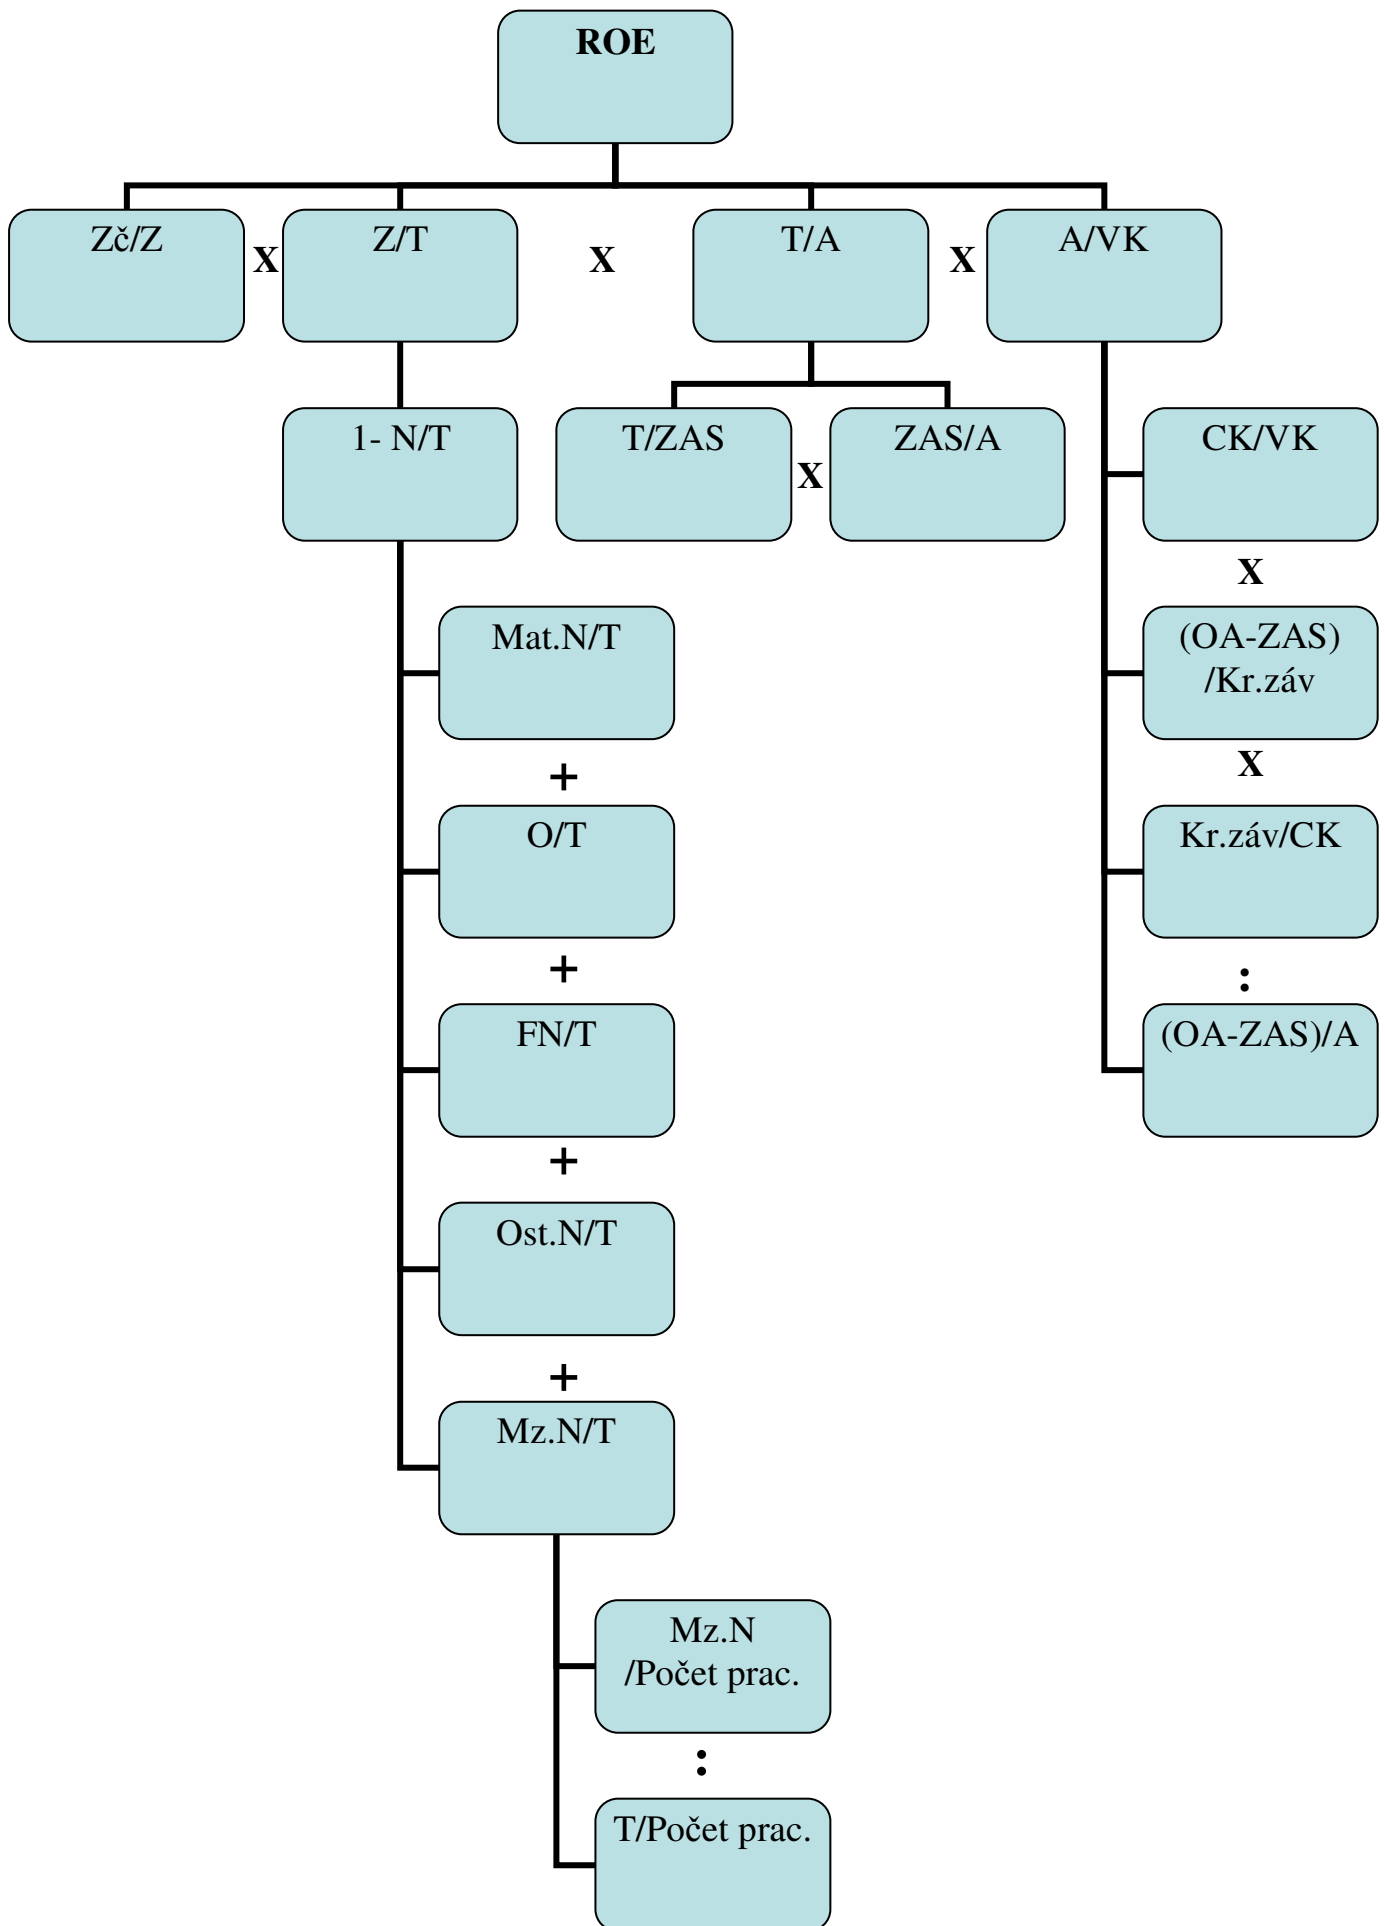 ROE
Zč/Z
X
Z/T
X
T/A
X
A/VK
1- N/T
T/ZAS
X
ZAS/A
CK/VK
X
Mat.N/T
(OA-ZAS)
/Kr.záv
+
X
O/T
Kr.záv/CK
+
:
FN/T
(OA-ZAS)/A
+
Ost.N/T
+
Mz.N/T
Mz.N
/Počet prac.
:
T/Počet prac.